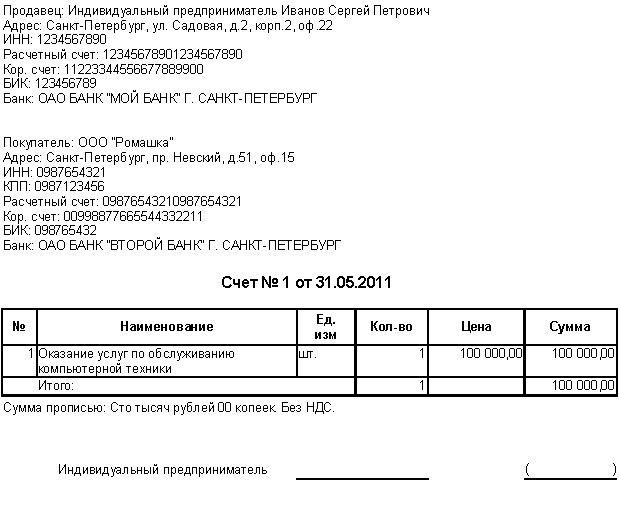 Продавец: Индивидуальный предприниматель Иванов Сергей Петрович
Адрес: Санкт-Петербург, ул. Садовая, д.2, корп.2, оф.22
ИНН: 1234567890
Расчетный счет: 12345678901234567890
Кор. счет: 11223344556677889900
БИК: 123456789
Банк: ОАО БАНК "МОЙ БАНК" Г. САНКТ-ПЕТЕРБУРГ
Покупатель: ООО "Ромашка"
Адрес: Санкт-Петербург, пр. Невский, д.51, оф.15
ИНН: 0987654321
КПП: 0987123456
Расчетный счет: 09876543210987654321
Кор. счет: 00998877665544332211
БИК: 098765432
Банк: ОАО БАНК "ВТОРОЙ БАНК" Г. САНКТ-ПЕТЕРБУРГ
Счет № 1 от 31.05.2011
№ Наименование Ед. изм Кол-во Цена Сумма
1 Оказание услуг по обслуживанию шт. 1 100 000,00 100 000,00
компьютерной техники
Итого: 1 100 000,00
Сумма прописью: Сто тысяч рублей 00 копеек. Без НДС.
Индивидуальный предприниматель ( )